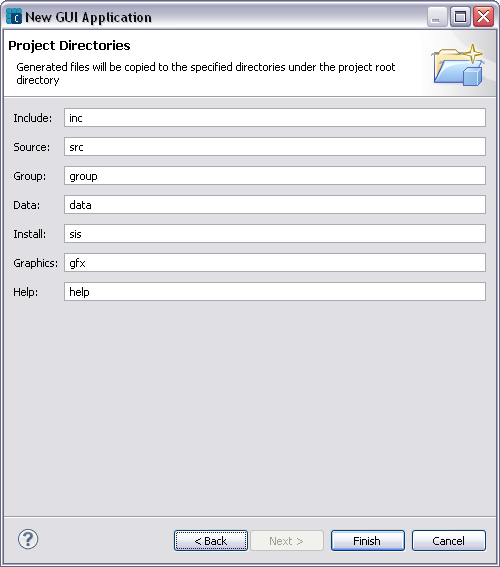 New GUI Application
Project Directories
Generated files will be copied to the specified directories under the project root
directory
Include: inc
Source: src
Group: group
Data: data
Install: sis
Graphics: gfx
Help: help
? < Back Next > Finish Cancel